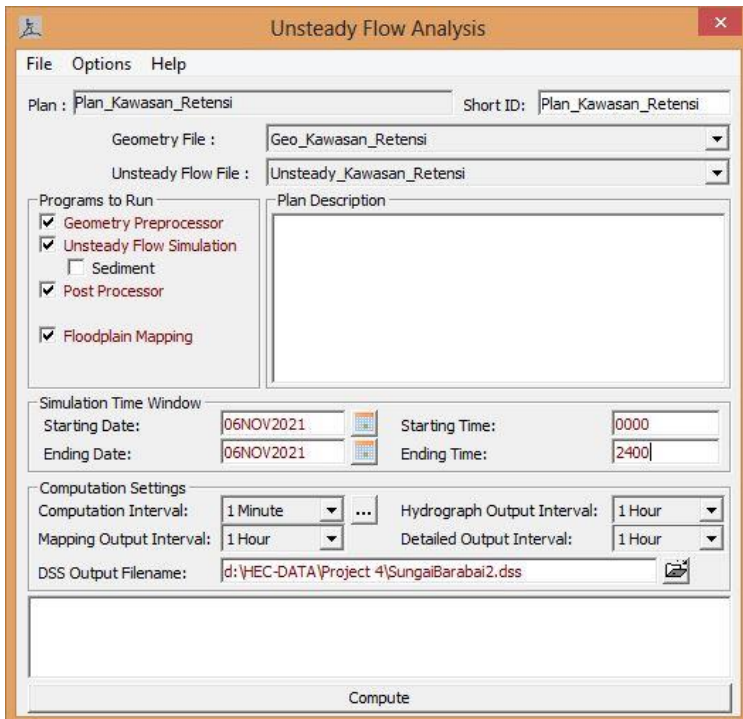 Unsteady Flow Analysis
File Options Help
Plan : Plan_Kawasan_Retensi Short ID: Plan_Kawasan_Retensi
Geometry File : Geo_Kawasan_Retensi
Unsteady Flow File : Unsteady_Kawasan_Retensi
Programs to Run
Geometry Preprocessor
Unsteady Flow Simulation
Sediment
Post Processor
Floodplain Mapping
Plan Description
Simulation Time Window
Starting Date: 06NOV2021 Starting Time: 0000
Ending Date: 06NOV2021 Ending Time: 2400
Computation Settings
Computation Interval: 1 Minute ... Hydrograph Output Interval: 1 Hour
Mapping Output Interval: 1 Hour Detailed Output Interval: 1 Hour
DSS Output Filename: d:\HEC-DATA\Project 4\SungaiBarabai2.dss
Compute